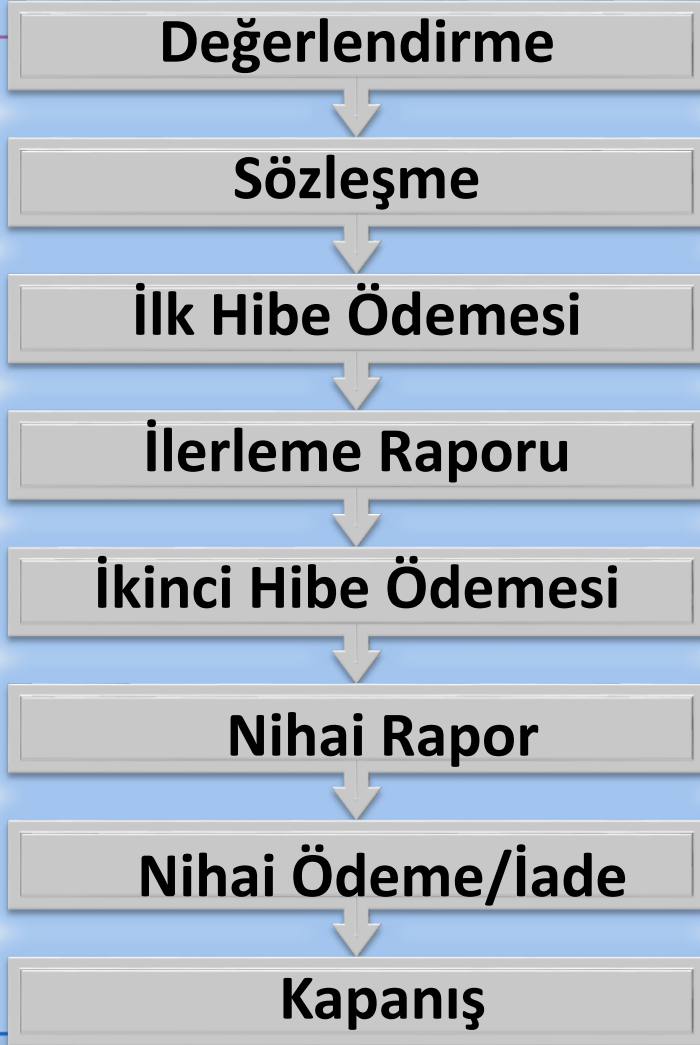 Değerlendirme
Sözleşme
İlk Hibe Ödemesi
İlerleme Raporu
İkinci Hibe Ödemesi
Nihai Rapor
Nihai Ödeme/İade
Kapanış